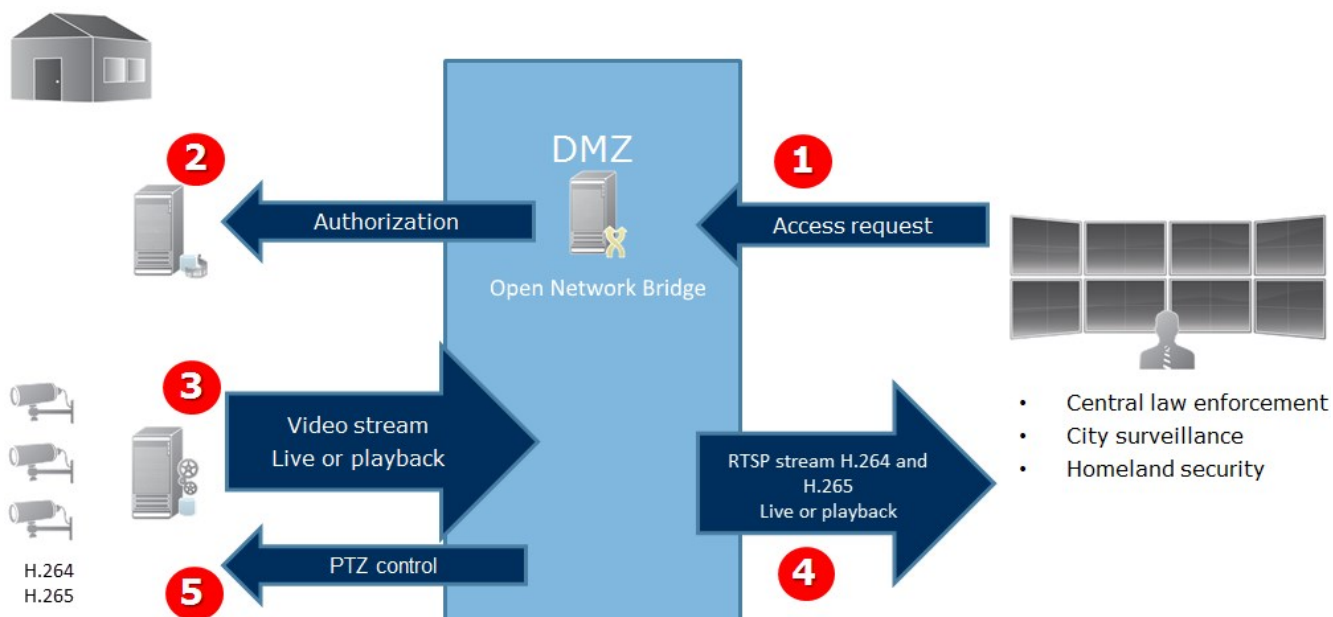 DMZ
1
2
Authorization
Access request
Open Network Bridge
3
Video stream
Live or playback
RTSP stream H.264 and
H.265
Live or playback
• Central law enforcement
• City surveillance
• Homeland security
PTZ control
4
5
H.264
H.265